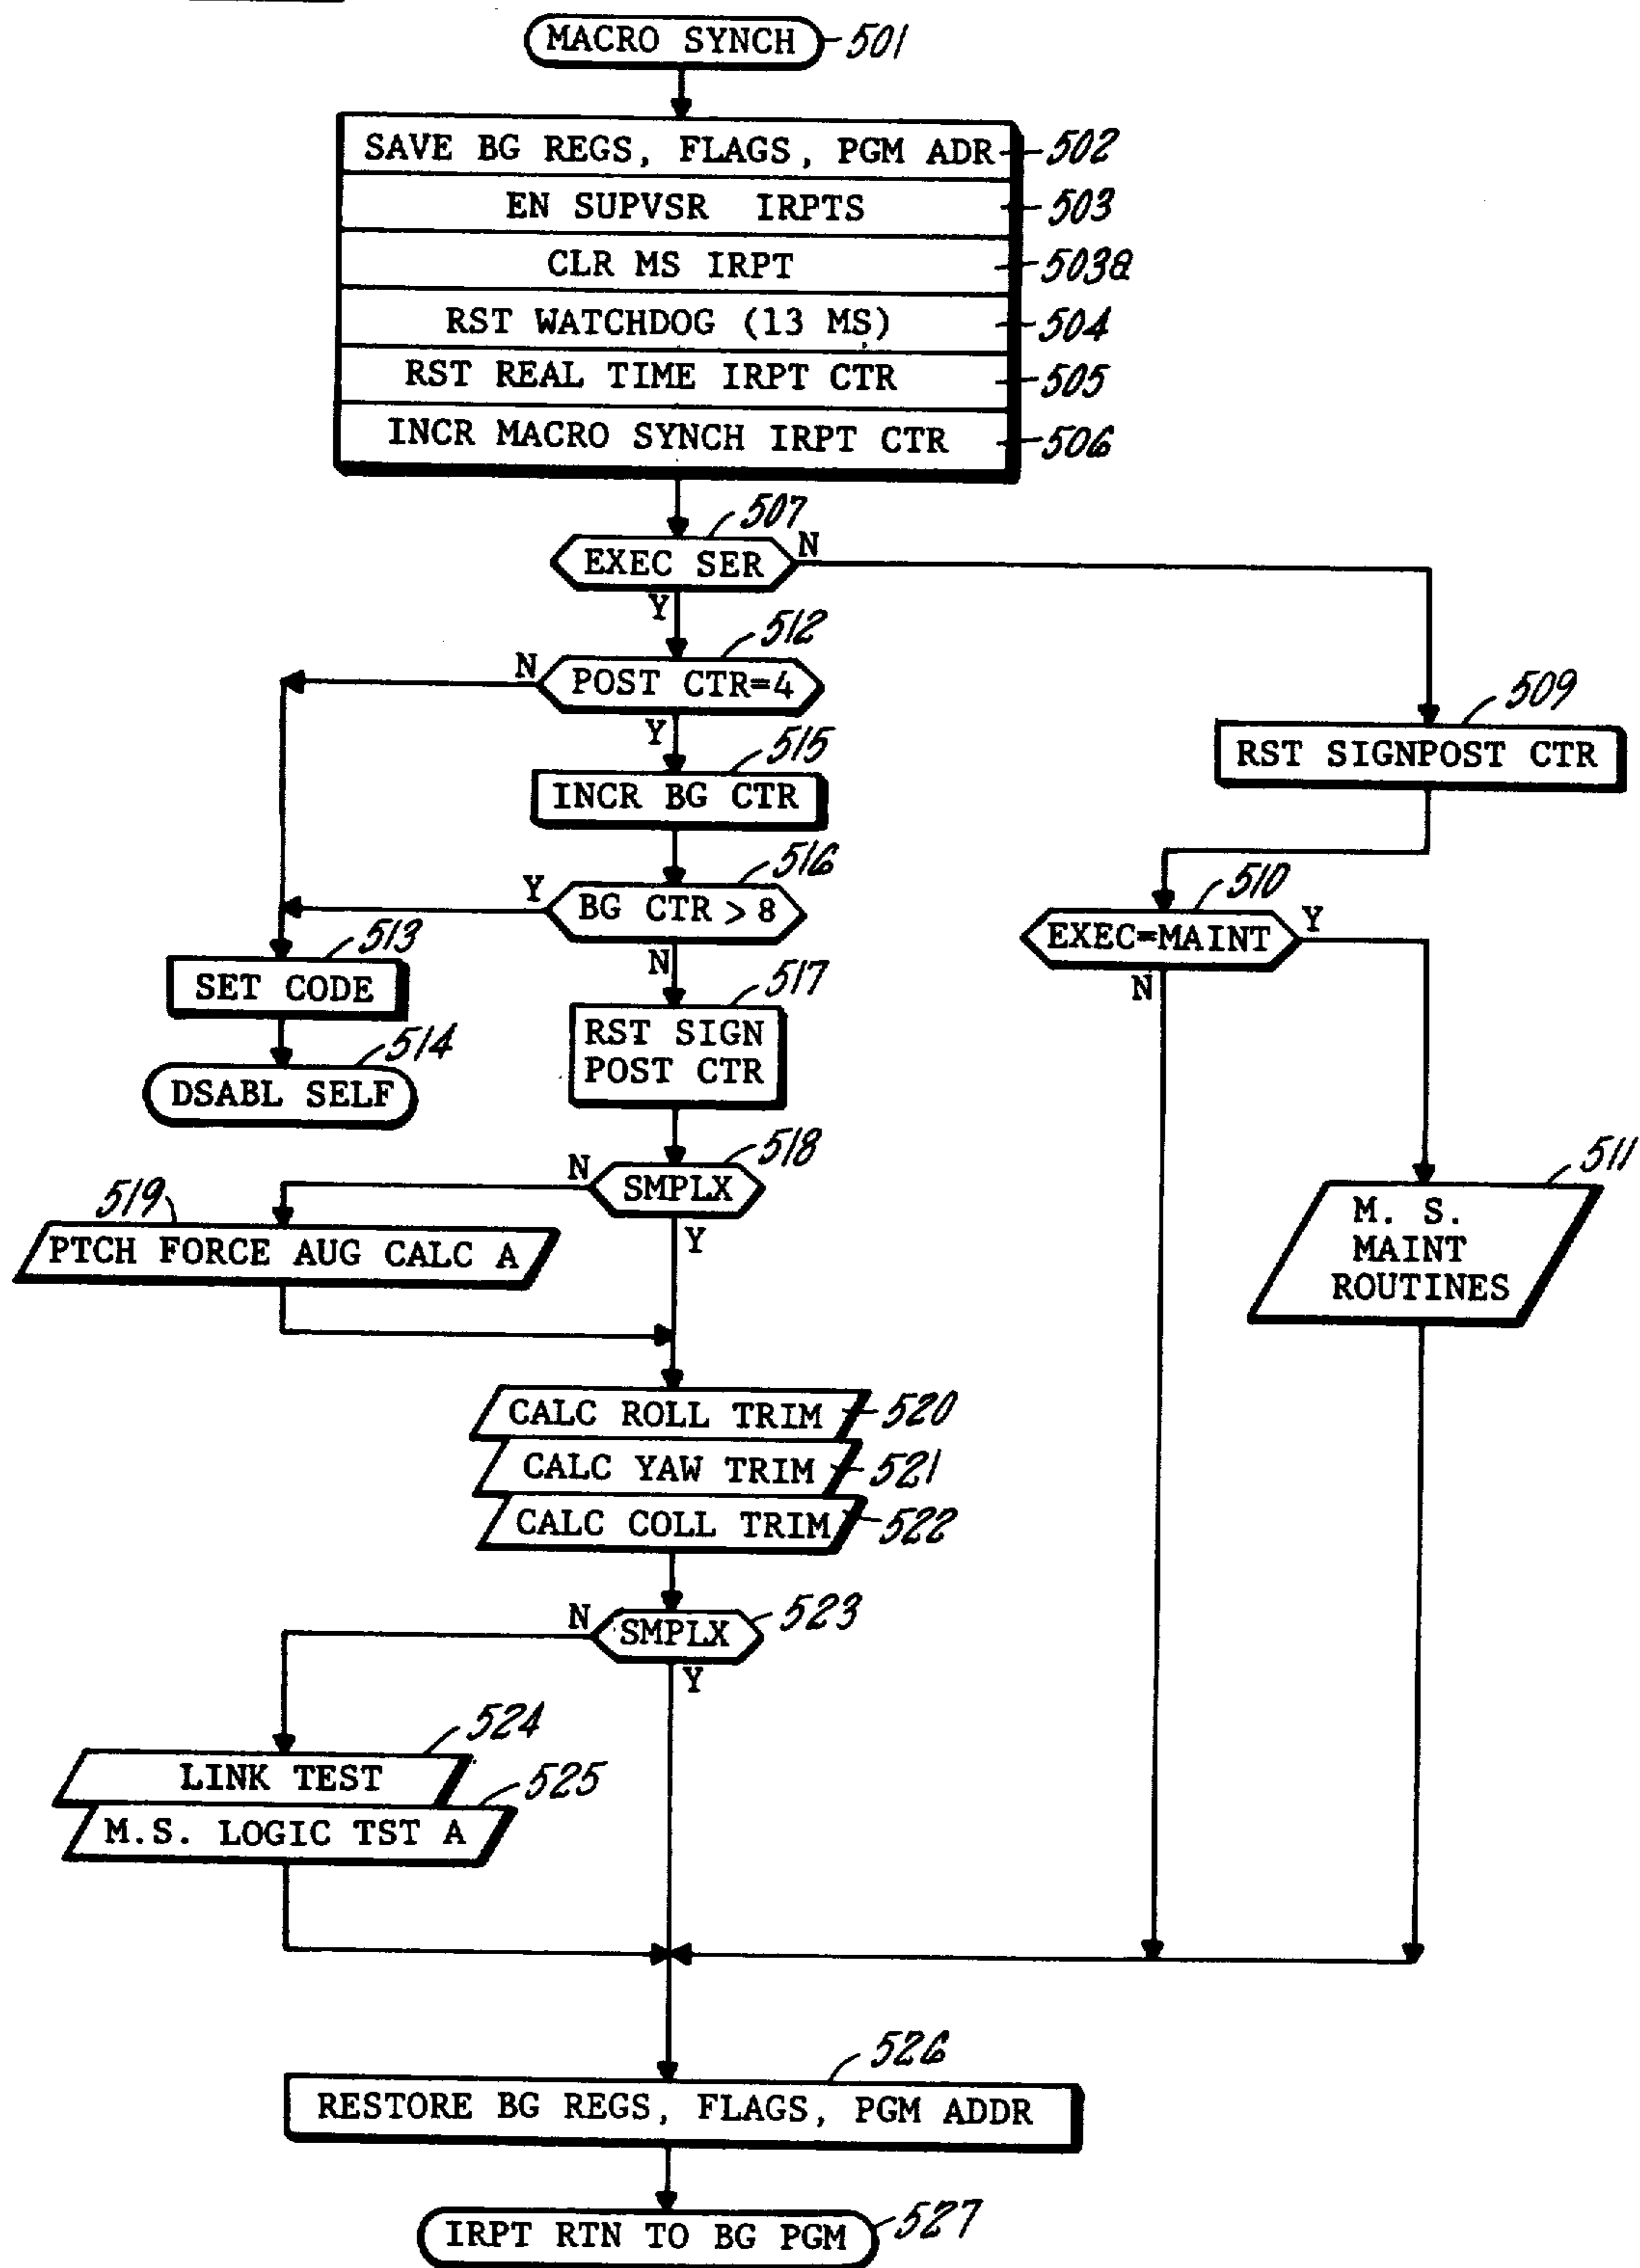 MACRO SYNCH 501
SAVE BG REGS, FLAGS, PGM ADR 502
EN SUPVSR IRPTS 503
CLR MS IRPT 503a
RST WATCHDOG (13 MS) 504
RST REAL TIME IRPT CTR 505
INCR MACRO SYNCH IRPT CTR 506
507
EXEC SER N
Y
512
N POST CTR=4
Y
509
RST SIGNPOST CTR
515
INCR BG CTR
516
Y BG CTR > 8
N
510
EXEC=MAINT Y
N
513
SET CODE
514
DSABL SELF
517
RST SIGN
POST CTR
518
N SMPLX
Y
511
M. S.
MAINT
ROUTINES
519
PTCH FORCE AUG CALC A
CALC ROLL TRIM 520
CALC YAW TRIM 521
CALC COLL TRIM 522
N SMPLX 523
Y
524
LINK TEST
525
M.S. LOGIC TST A
526
RESTORE BG REGS, FLAGS, PGM ADDR
IRPT RTN TO BG PGM 527